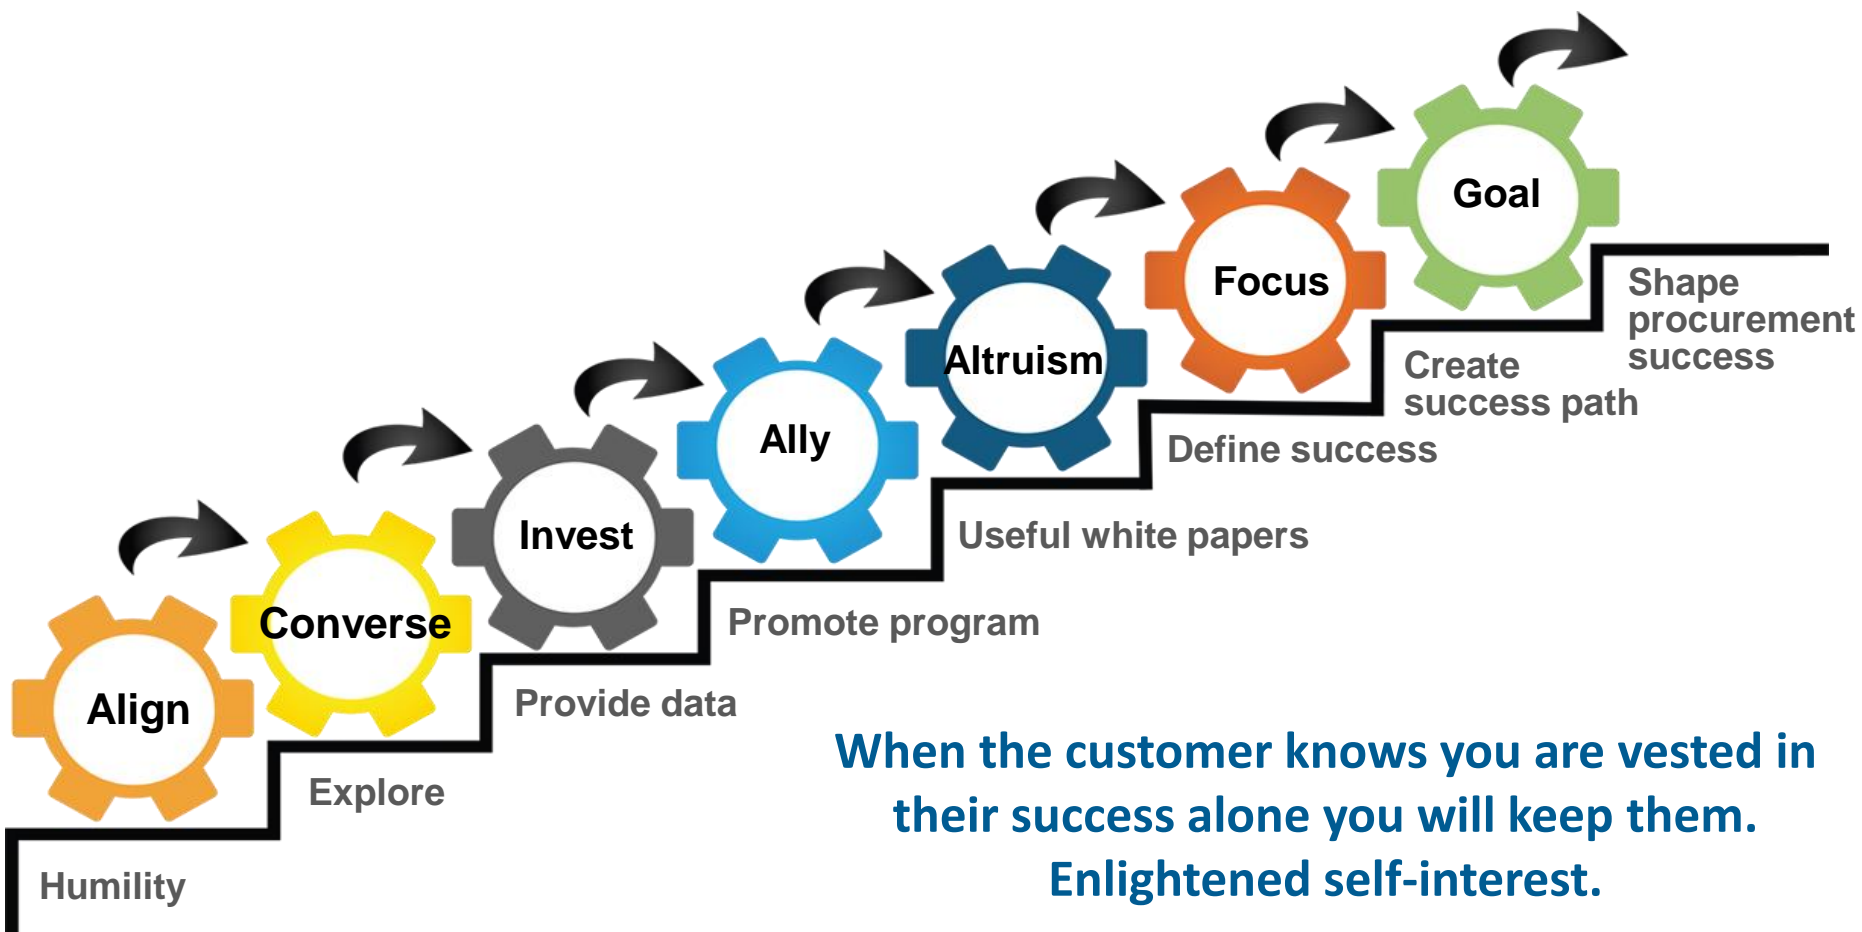 Align
Converse
Invest
Ally
Altruism
Focus
Goal
Humility
Explore
Provide data
Promote program
Useful white papers
Define success
Create
success path
Shape
procurement
success
When the customer knows you are vested in
their success alone you will keep them.
Enlightened self-interest.